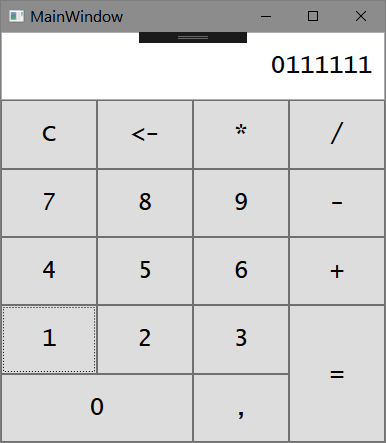 MainWindow
0111111
C <- * /
7 8 9 -
4 5 6 +
1 2 3
=
0 ,